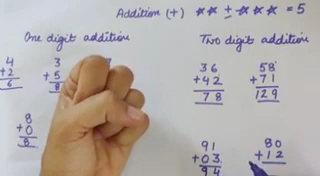 Addition (+) ** + *** = 5
One digit addition
Two digit addition
4 3 7 36 58
+2 +5 +42 +71
6 8 78 129
8 91 80
+0 +03 +12
8 94